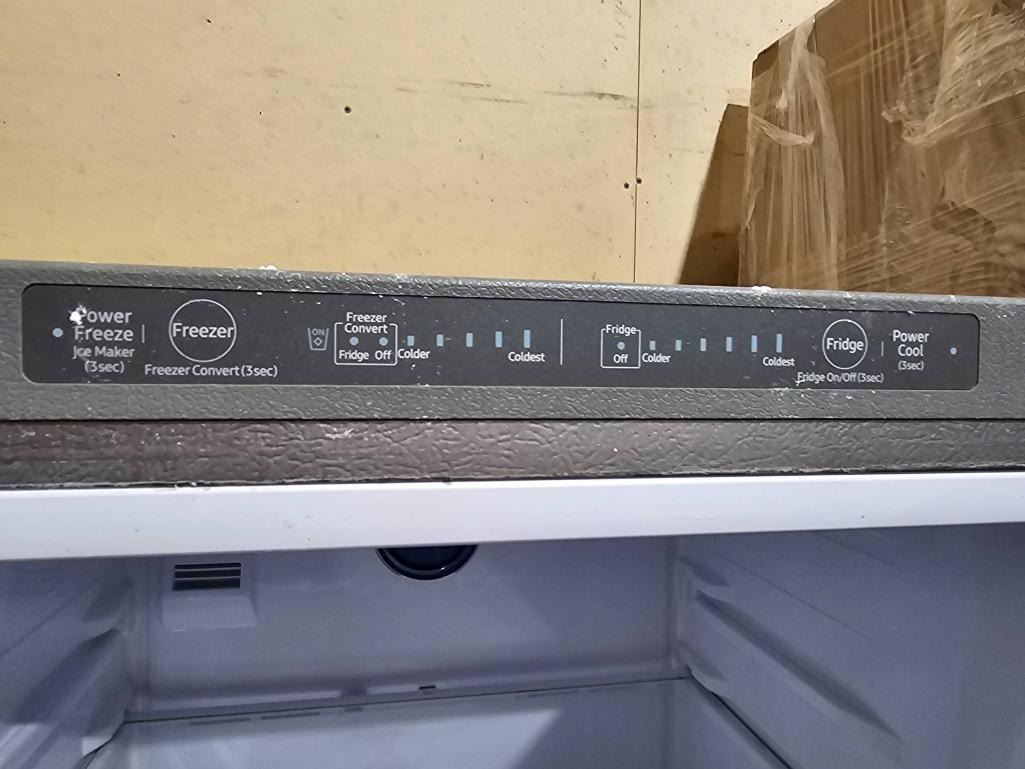 Power
Freeze
Ice Maker
(3sec)
Freezer
Freezer Convert (3sec)
ON
Freezer
Convert
Fridge Off
Colder
Coldest
Fridge
Off
Colder
Coldest
Fridge
Fridge On/Off (3sec)
Power
Cool
(3sec)